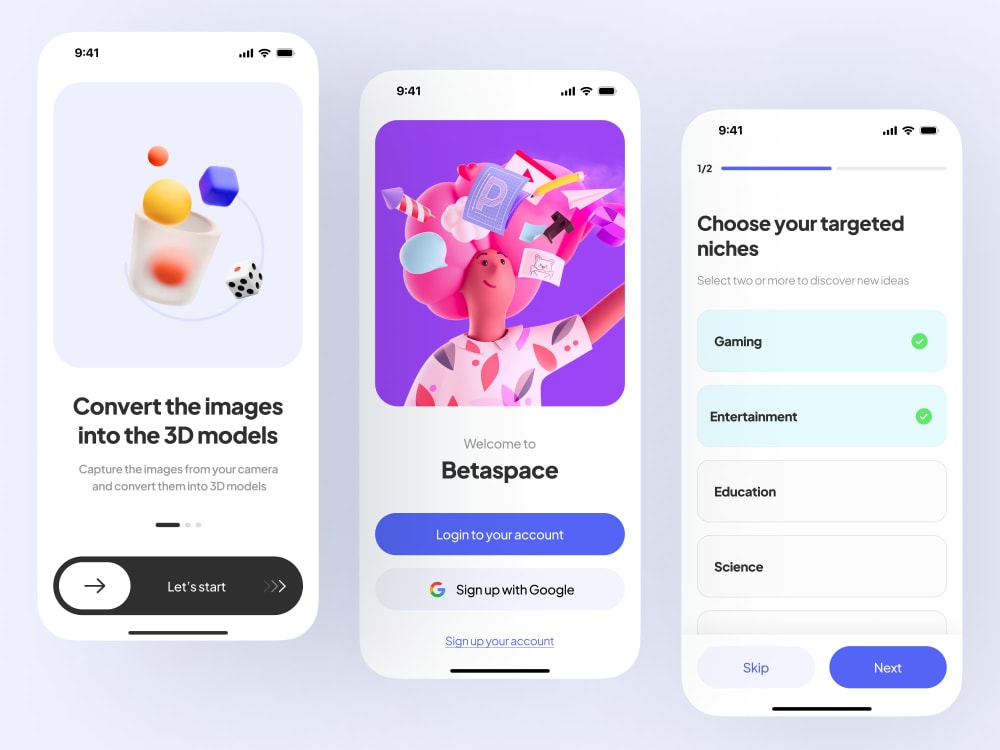 9:41
Convert the images
into the 3D models
Capture the images from your camera
and convert them into 3D models
Let's start
9:41
P
Welcome to
Betaspace
Login to your account
Sign up with Google
Sign up your account
9:41
1/2
Choose your targeted
niches
Select two or more to discover new ideas
Gaming
Entertainment
Education
Science
Skip
Next